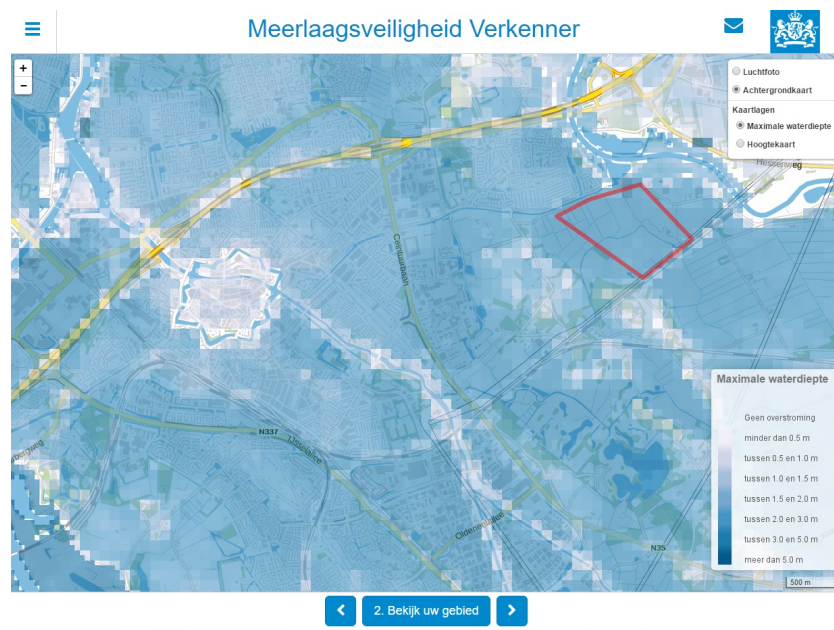 Meerlaagsveiligheid Verkenner
+
-
Luchtfoto
Achtergrondkaart
Kaartlagen
Maximale waterdiepte
Hoogtekaart
Hessenweg
Ceintuurbaan
N337
IJsselallee
N35
Maximale waterdiepte
Geen overstroming
minder dan 0.5 m
tussen 0.5 en 1.0 m
tussen 1.0 en 1.5 m
tussen 1.5 en 2.0 m
tussen 2.0 en 3.0 m
tussen 3.0 en 5.0 m
meer dan 5.0 m
500 m
2. Bekijk uw gebied